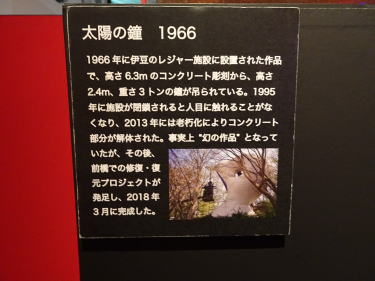 太陽の鐘 1966
1966年に伊豆のレジャー施設に設置された作品
で、高さ6.3mのコンクリート彫刻から、高さ
2.4m、重さ3トンの鐘が吊られている。1995
年に施設が閉鎖されると人目に触れることがな
くなり、2013年には老朽化によりコンクリート
部分が解体された。事実上“幻の作品”となって
いたが、その後、
前橋での修復・復
元プロジェクトが
発足し、2018年
3月に完成した。